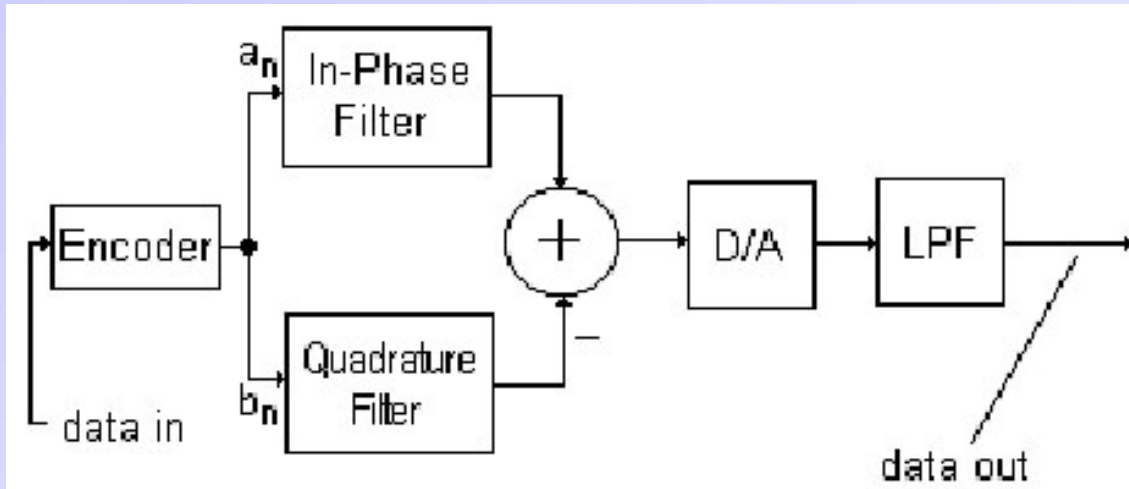 aₙ
In-Phase
Filter
Encoder
+
D/A
LPF
−
Quadrature
Filter
bₙ
data in
data out